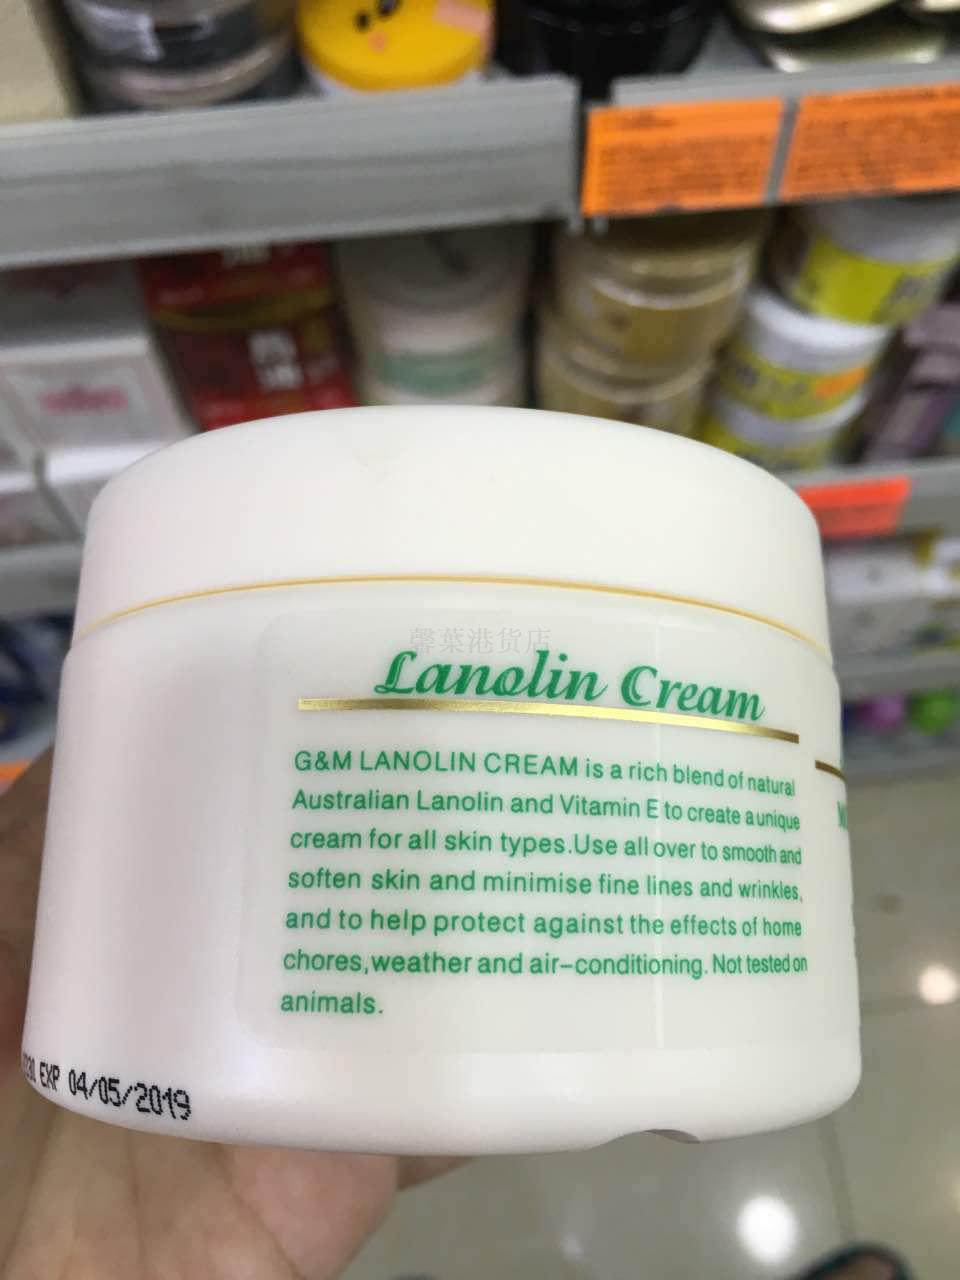 馨葉港货店
Lanolin Cream
G&M LANOLIN CREAM is a rich blend of natural
Australian Lanolin and Vitamin E to create a unique
cream for all skin types.Use all over to smooth and
soften skin and minimise fine lines and wrinkles,
and to help protect against the effects of home
chores,weather and air-conditioning. Not tested on
animals.
EXP 04/05/2019